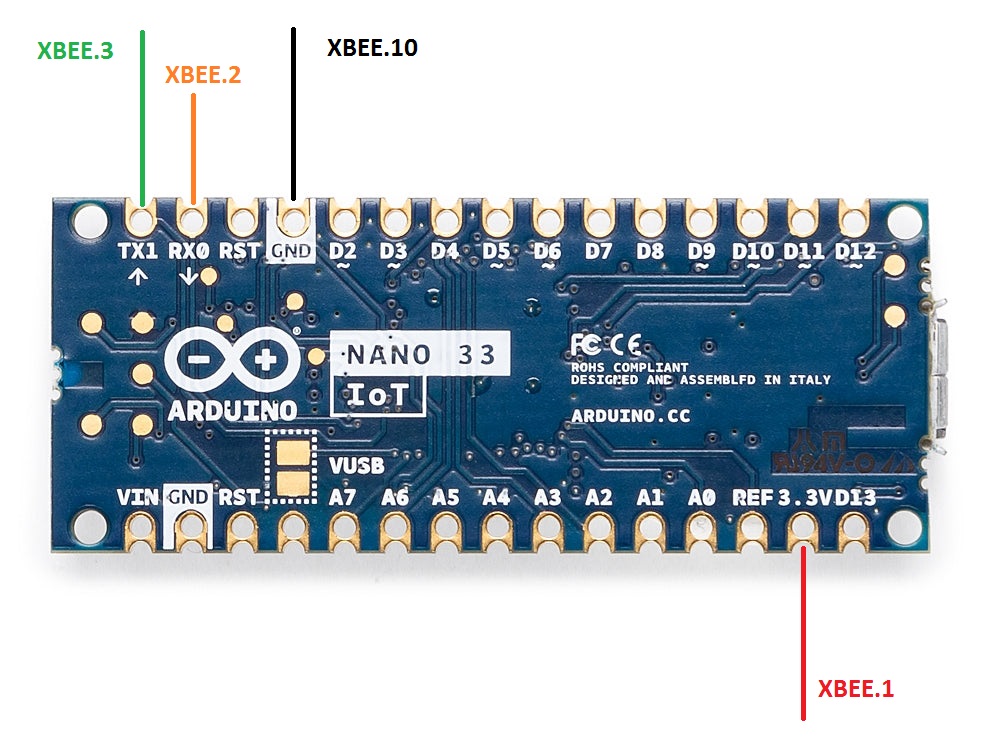 XBEE.3
XBEE.2
XBEE.10
TX1 RX0 RST GND D2 D3 D4 D5 D6 D7 D8 D9 D10 D11 D12
~ ~ ~ ~ ~ ~ ~ ~
↑ ↓
NANO 33
IoT
ARDUINO
FC CE
ROHS COMPLIANT
DESIGNED AND ASSEMBLED IN ITALY
ARDUINO.CC
VUSB
VIN GND RST A7 A6 A5 A4 A3 A2 A1 A0 REF 3.3V D13
XBEE.1